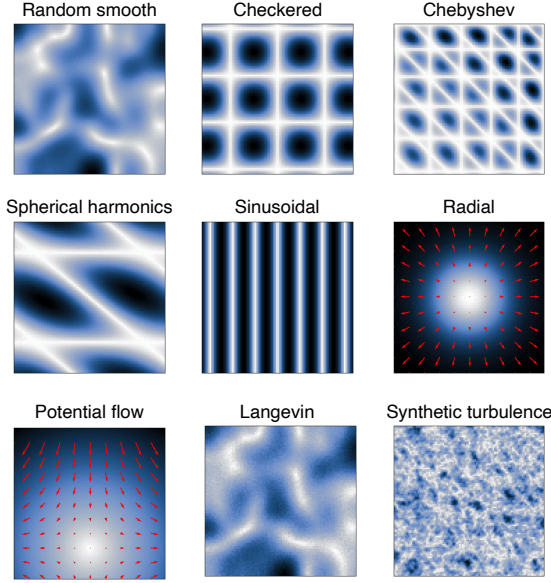 Random smooth
Checkered
Chebyshev
Spherical harmonics
Sinusoidal
Radial
Potential flow
Langevin
Synthetic turbulence